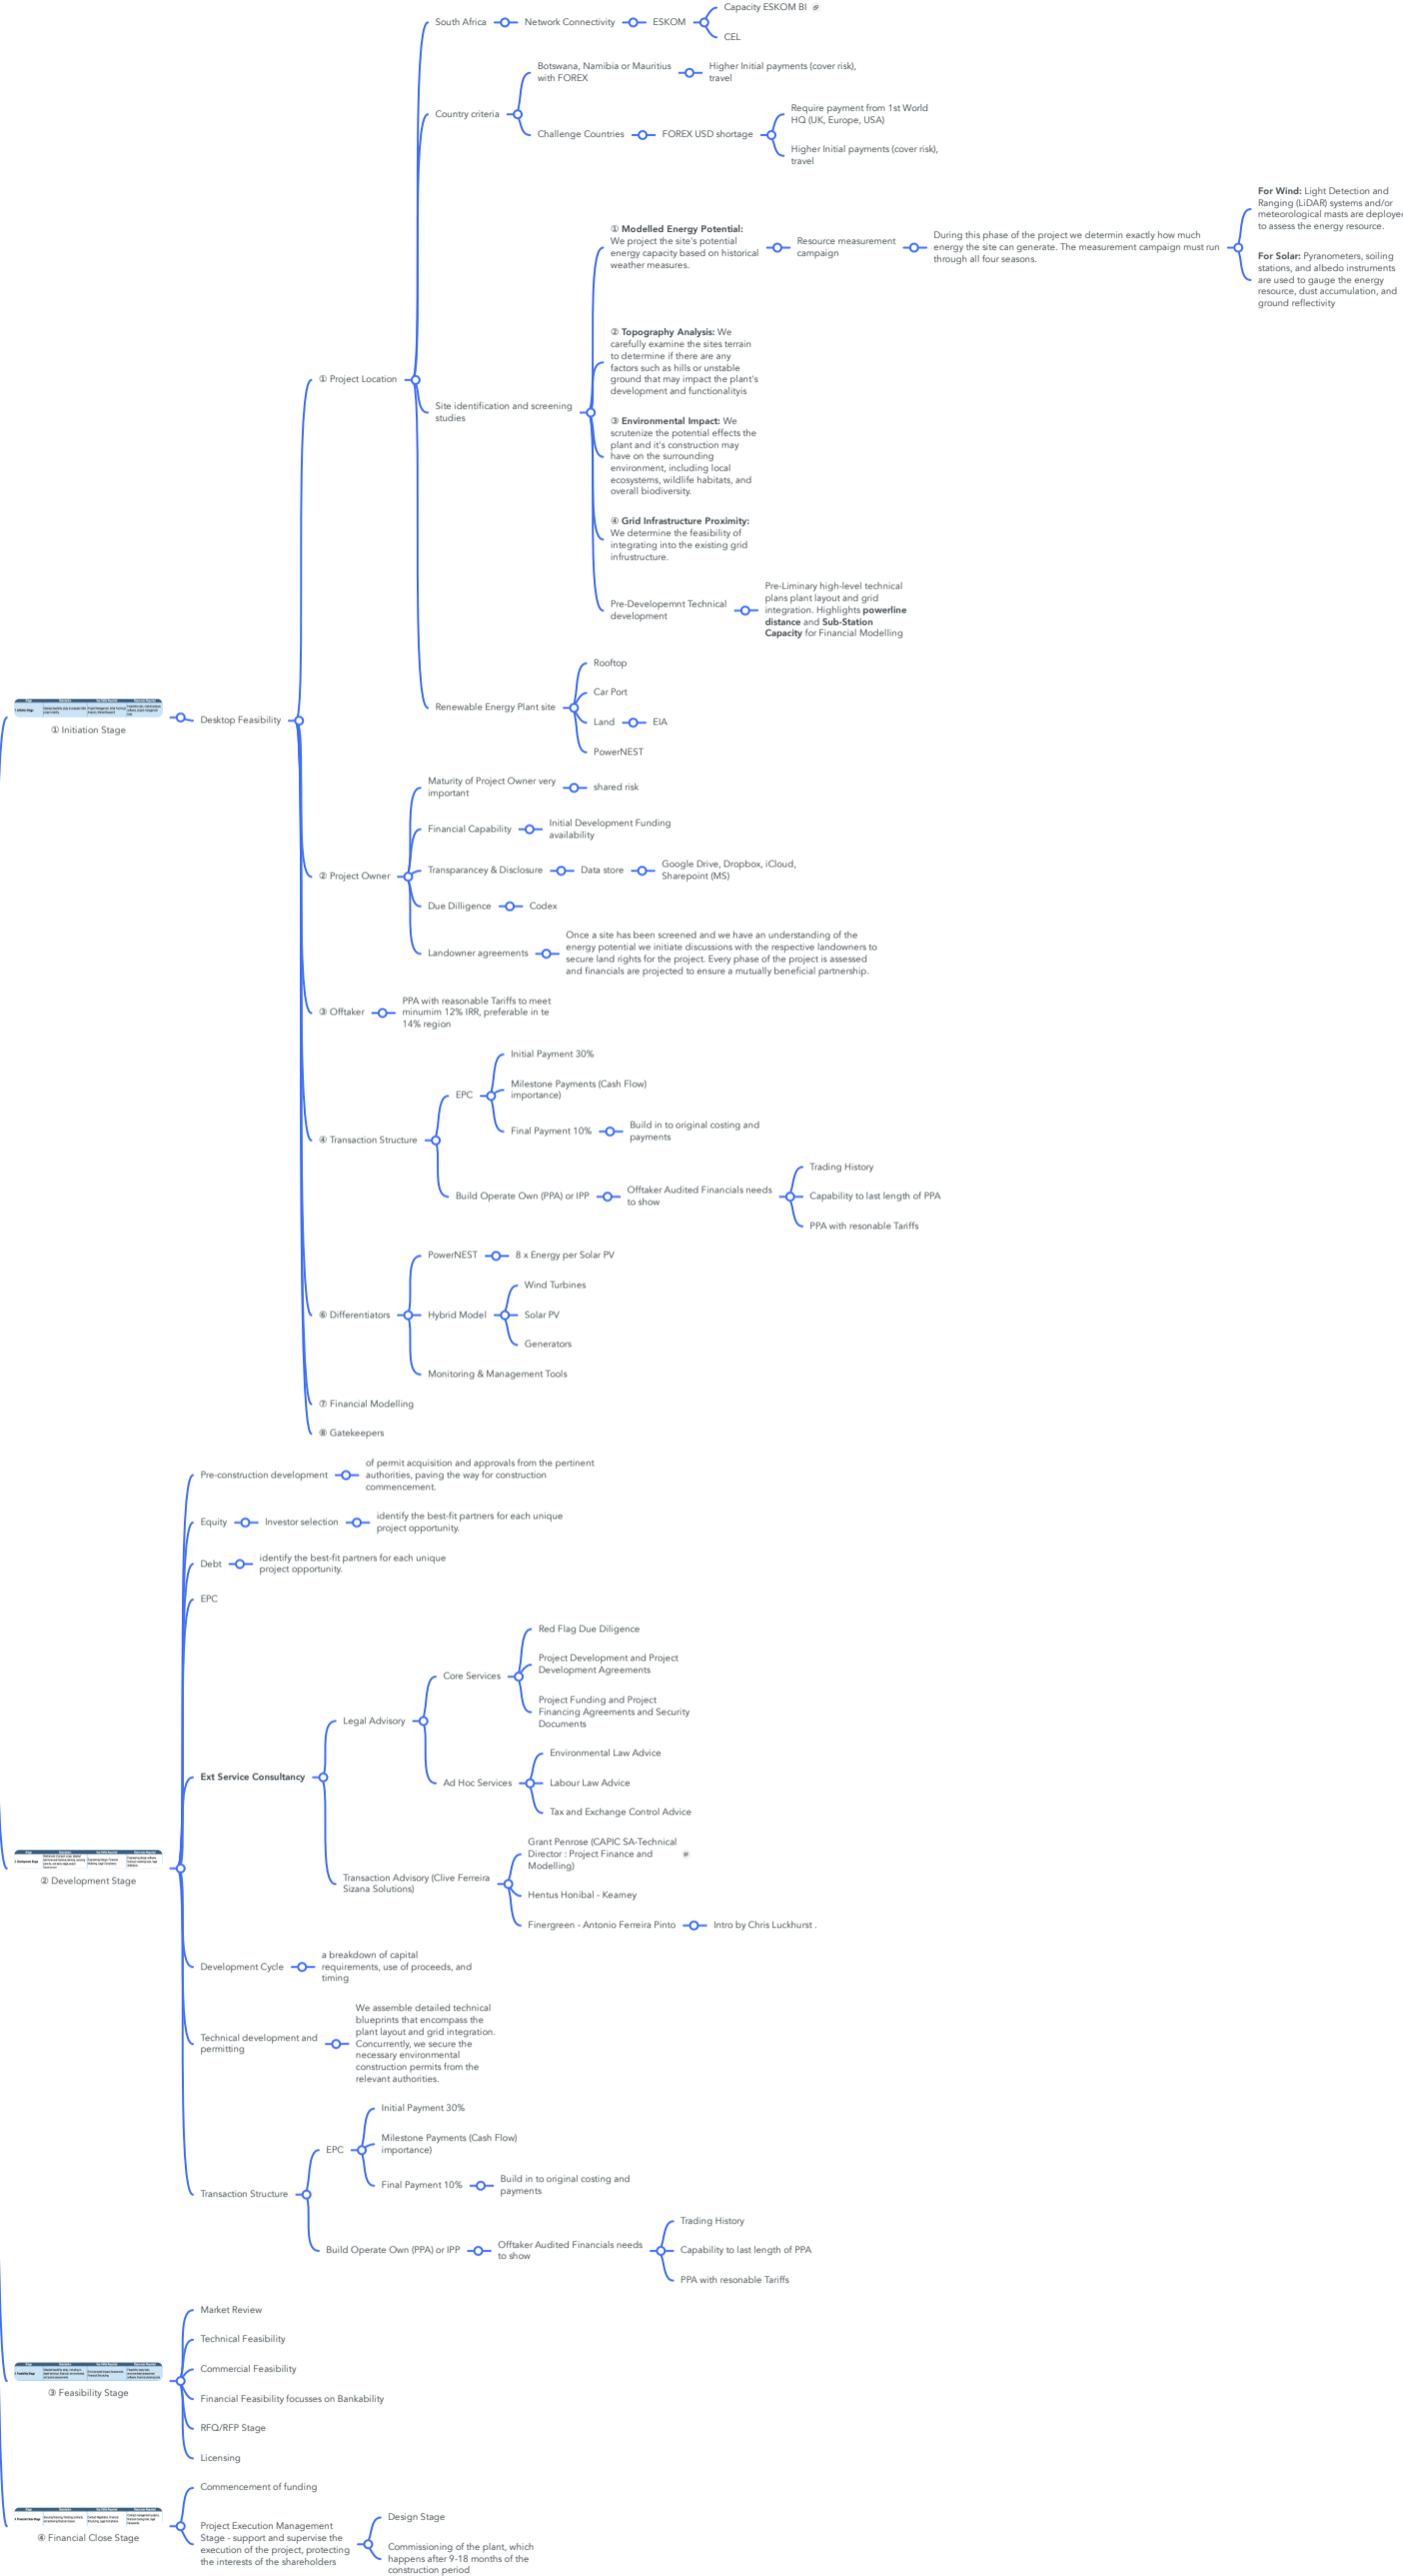 South Africa
Network Connectivity
ESKOM
Capacity ESKOM BI
CEL
Country criteria
Botswana, Namibia or Mauritius
with FOREX
Higher Initial payments (cover risk),
travel
Challenge Countries
FOREX USD shortage
Require payment from 1st World
HQ (UK, Europe, USA)
Higher Initial payments (cover risk),
travel
① Project Location
Site identification and screening
studies
① Modelled Energy Potential:
We project the site's potential
energy capacity based on historical
weather measures.
Resource measurement
campaign
During this phase of the project we determin exactly how much
energy the site can generate. The measurement campaign must run
through all four seasons.
For Wind: Light Detection and
Ranging (LiDAR) systems and/or
meteorological masts are deployed
to assess the energy resource.
For Solar: Pyranometers, soiling
stations, and albedo instruments
are used to gauge the energy
resource, dust accumulation, and
ground reflectivity
② Topography Analysis: We
carefully examine the sites terrain
to determine if there are any
factors such as hills or unstable
ground that may impact the plant's
development and functionalityis
③ Environmental Impact: We
scrutenize the potential effects the
plant and it's construction may
have on the surrounding
environment, including local
ecosystems, wildlife habitats, and
overall biodiversity.
④ Grid Infrastructure Proximity:
We determine the feasibility of
integrating into the existing grid
infrustructure.
Pre-Developemnt Technical
development
Pre-Liminary high-level technical
plans plant layout and grid
integration. Highlights powerline
distance and Sub-Station
Capacity for Financial Modelling
Renewable Energy Plant site
Rooftop
Car Port
Land
EIA
PowerNEST
① Initiation Stage
Desktop Feasibility
② Project Owner
Maturity of Project Owner very
important
shared risk
Financial Capability
Initial Development Funding
availability
Transparancey & Disclosure
Data store
Google Drive, Dropbox, iCloud,
Sharepoint (MS)
Due Dilligence
Codex
Landowner agreements
Once a site has been screened and we have an understanding of the
energy potential we initiate discussions with the respective landowners to
secure land rights for the project. Every phase of the project is assessed
and financials are projected to ensure a mutually beneficial partnership.
③ Offtaker
PPA with reasonable Tariffs to meet
minumim 12% IRR, preferable in te
14% region
④ Transaction Structure
EPC
Initial Payment 30%
Milestone Payments (Cash Flow)
importance)
Final Payment 10%
Build in to original costing and
payments
Build Operate Own (PPA) or IPP
Offtaker Audited Financials needs
to show
Trading History
Capability to last length of PPA
PPA with resonable Tariffs
⑥ Differentiators
PowerNEST
8 x Energy per Solar PV
Hybrid Model
Wind Turbines
Solar PV
Generators
Monitoring & Management Tools
⑦ Financial Modelling
⑧ Gatekeepers
② Development Stage
Pre-construction development
of permit acquisition and approvals from the pertinent
authorities, paving the way for construction
commencement.
Equity
Investor selection
identify the best-fit partners for each unique
project opportunity.
Debt
identify the best-fit partners for each unique
project opportunity.
EPC
Ext Service Consultancy
Legal Advisory
Core Services
Red Flag Due Diligence
Project Development and Project
Development Agreements
Project Funding and Project
Financing Agreements and Security
Documents
Ad Hoc Services
Environmental Law Advice
Labour Law Advice
Tax and Exchange Control Advice
Transaction Advisory (Clive Ferreira
Sizana Solutions)
Grant Penrose (CAPIC SA-Technical
Director : Project Finance and
Modelling)
Hentus Honibal - Kearney
Finergreen - Antonio Ferreira Pinto
Intro by Chris Luckhurst .
Development Cycle
a breakdown of capital
requirements, use of proceeds, and
timing
Technical development and
permitting
We assemble detailed technical
blueprints that encompass the
plant layout and grid integration.
Concurrently, we secure the
necessary environmental
construction permits from the
relevant authorities.
Transaction Structure
EPC
Initial Payment 30%
Milestone Payments (Cash Flow)
importance)
Final Payment 10%
Build in to original costing and
payments
Build Operate Own (PPA) or IPP
Offtaker Audited Financials needs
to show
Trading History
Capability to last length of PPA
PPA with resonable Tariffs
③ Feasibility Stage
Market Review
Technical Feasibility
Commercial Feasibility
Financial Feasibility focusses on Bankability
RFQ/RFP Stage
Licensing
④ Financial Close Stage
Commencement of funding
Project Execution Management
Stage - support and supervise the
execution of the project, protecting
the interests of the shareholders
Design Stage
Commissioning of the plant, which
happens after 9-18 months of the
construction period